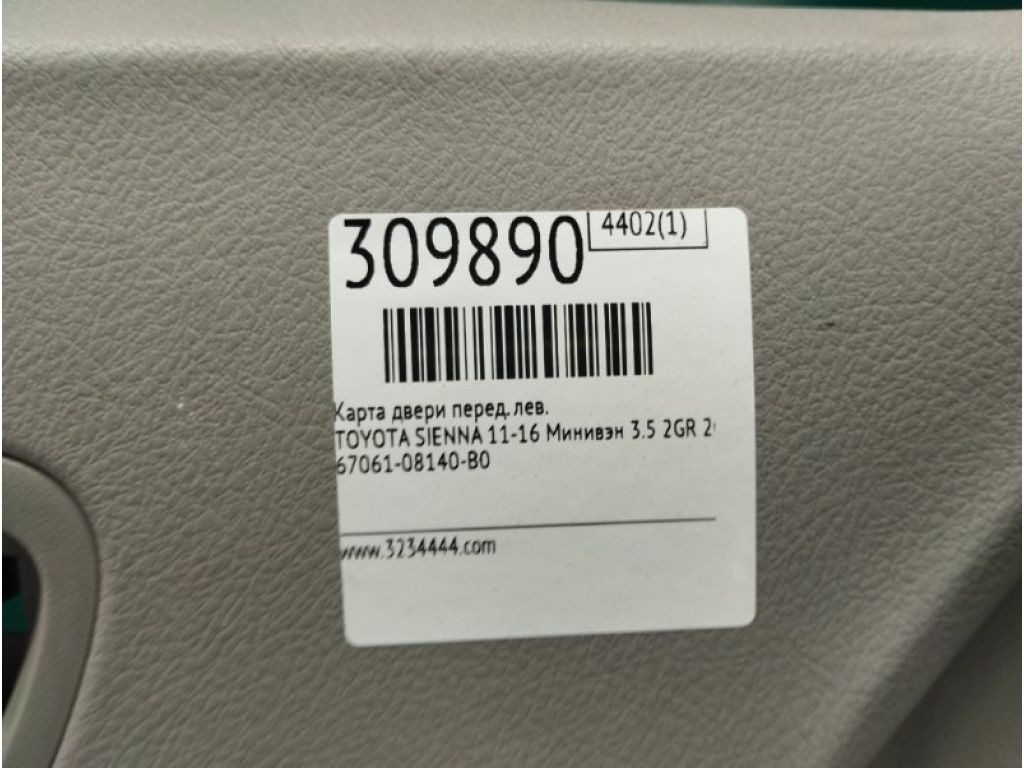 309890
4402(1)
Карта двери перед. лев.
TOYOTA SIENNA 11-16 Минивэн 3.5 2GR
67061-08140-B0
www.3234444.com